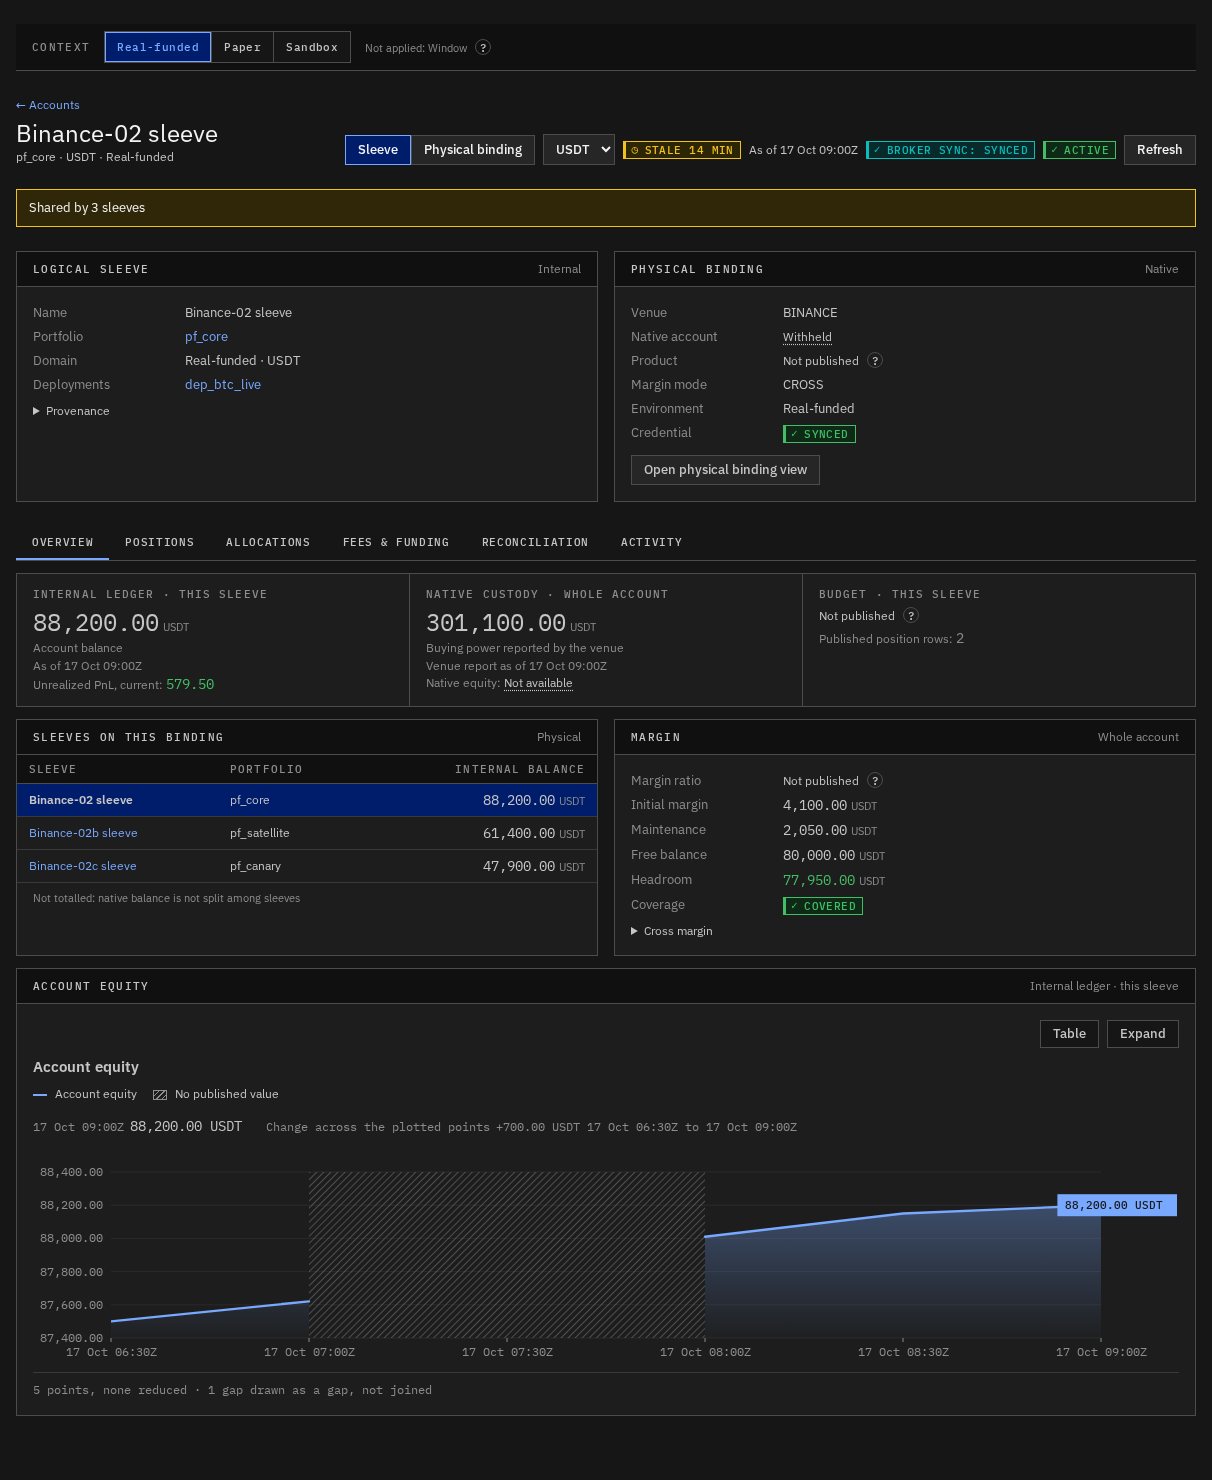 CONTEXT Real-funded Paper Sandbox Not applied: Window ?
← Accounts
Binance-02 sleeve
pf_core · USDT · Real-funded
Sleeve Physical binding USDT STALE 14 MIN As of 17 Oct 09:00Z ✓ BROKER SYNC: SYNCED ✓ ACTIVE Refresh
Shared by 3 sleeves
LOGICAL SLEEVE Internal
Name Binance-02 sleeve
Portfolio pf_core
Domain Real-funded · USDT
Deployments dep_btc_live
Provenance
PHYSICAL BINDING Native
Venue BINANCE
Native account Withheld
Product Not published ?
Margin mode CROSS
Environment Real-funded
Credential ✓ SYNCED
Open physical binding view
OVERVIEW POSITIONS ALLOCATIONS FEES & FUNDING RECONCILIATION ACTIVITY
INTERNAL LEDGER · THIS SLEEVE
88,200.00 USDT
Account balance
As of 17 Oct 09:00Z
Unrealized PnL, current: 579.50
NATIVE CUSTODY · WHOLE ACCOUNT
301,100.00 USDT
Buying power reported by the venue
Venue report as of 17 Oct 09:00Z
Native equity: Not available
BUDGET · THIS SLEEVE
Not published ?
Published position rows: 2
SLEEVES ON THIS BINDING Physical
SLEEVE PORTFOLIO INTERNAL BALANCE
Binance-02 sleeve pf_core 88,200.00 USDT
Binance-02b sleeve pf_satellite 61,400.00 USDT
Binance-02c sleeve pf_canary 47,900.00 USDT
Not totalled: native balance is not split among sleeves
MARGIN Whole account
Margin ratio Not published ?
Initial margin 4,100.00 USDT
Maintenance 2,050.00 USDT
Free balance 80,000.00 USDT
Headroom 77,950.00 USDT
Coverage ✓ COVERED
Cross margin
ACCOUNT EQUITY Internal ledger · this sleeve
Table Expand
Account equity
Account equity No published value
17 Oct 09:00Z 88,200.00 USDT Change across the plotted points +700.00 USDT 17 Oct 06:30Z to 17 Oct 09:00Z
88,400.00
88,200.00
88,200.00 USDT
88,000.00
87,800.00
87,600.00
87,400.00
17 Oct 06:30Z 17 Oct 07:00Z 17 Oct 07:30Z 17 Oct 08:00Z 17 Oct 08:30Z 17 Oct 09:00Z
5 points, none reduced · 1 gap drawn as a gap, not joined